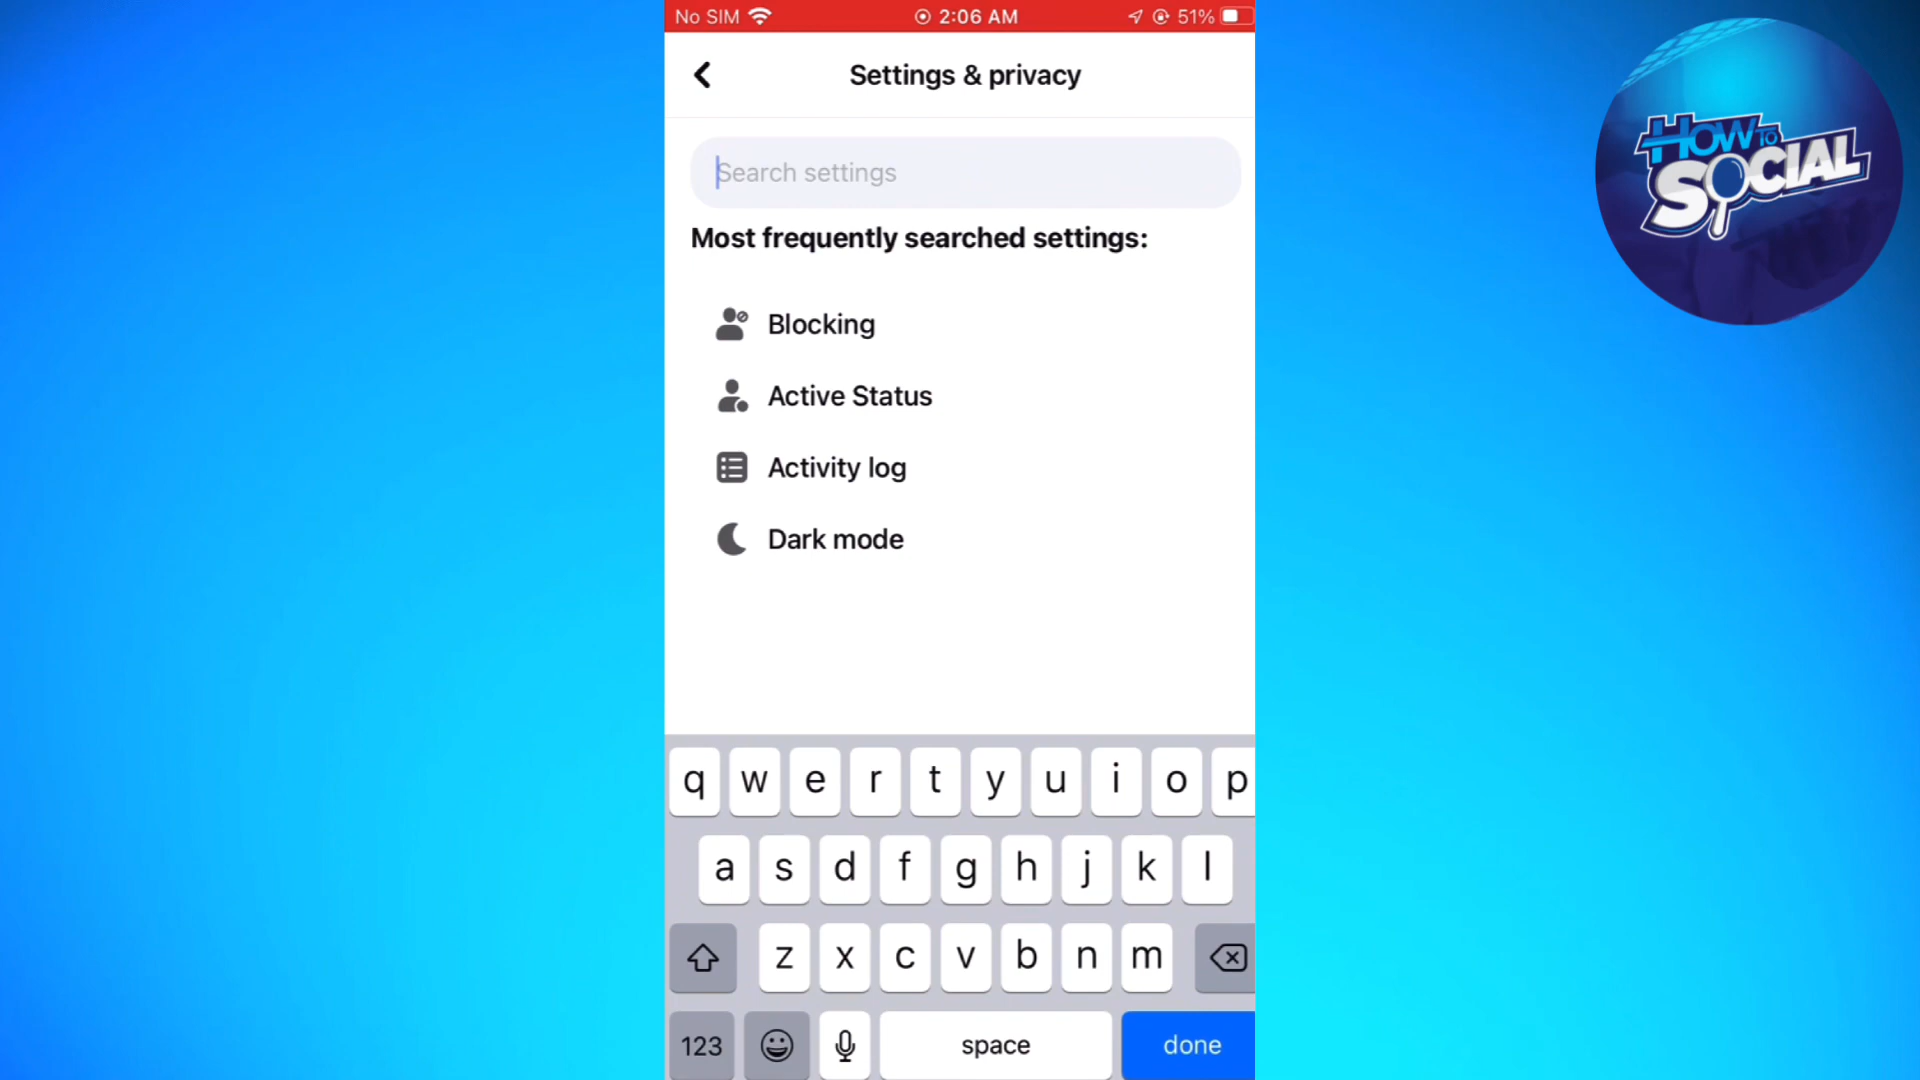 No SIM 2:06 AM 51%
Settings & privacy
HOW TO
SOCIAL
Search settings
Most frequently searched settings:
Blocking
Active Status
Activity log
Dark mode
q w e r t y u i o p
a s d f g h j k l
z x c v b n m
123 space done